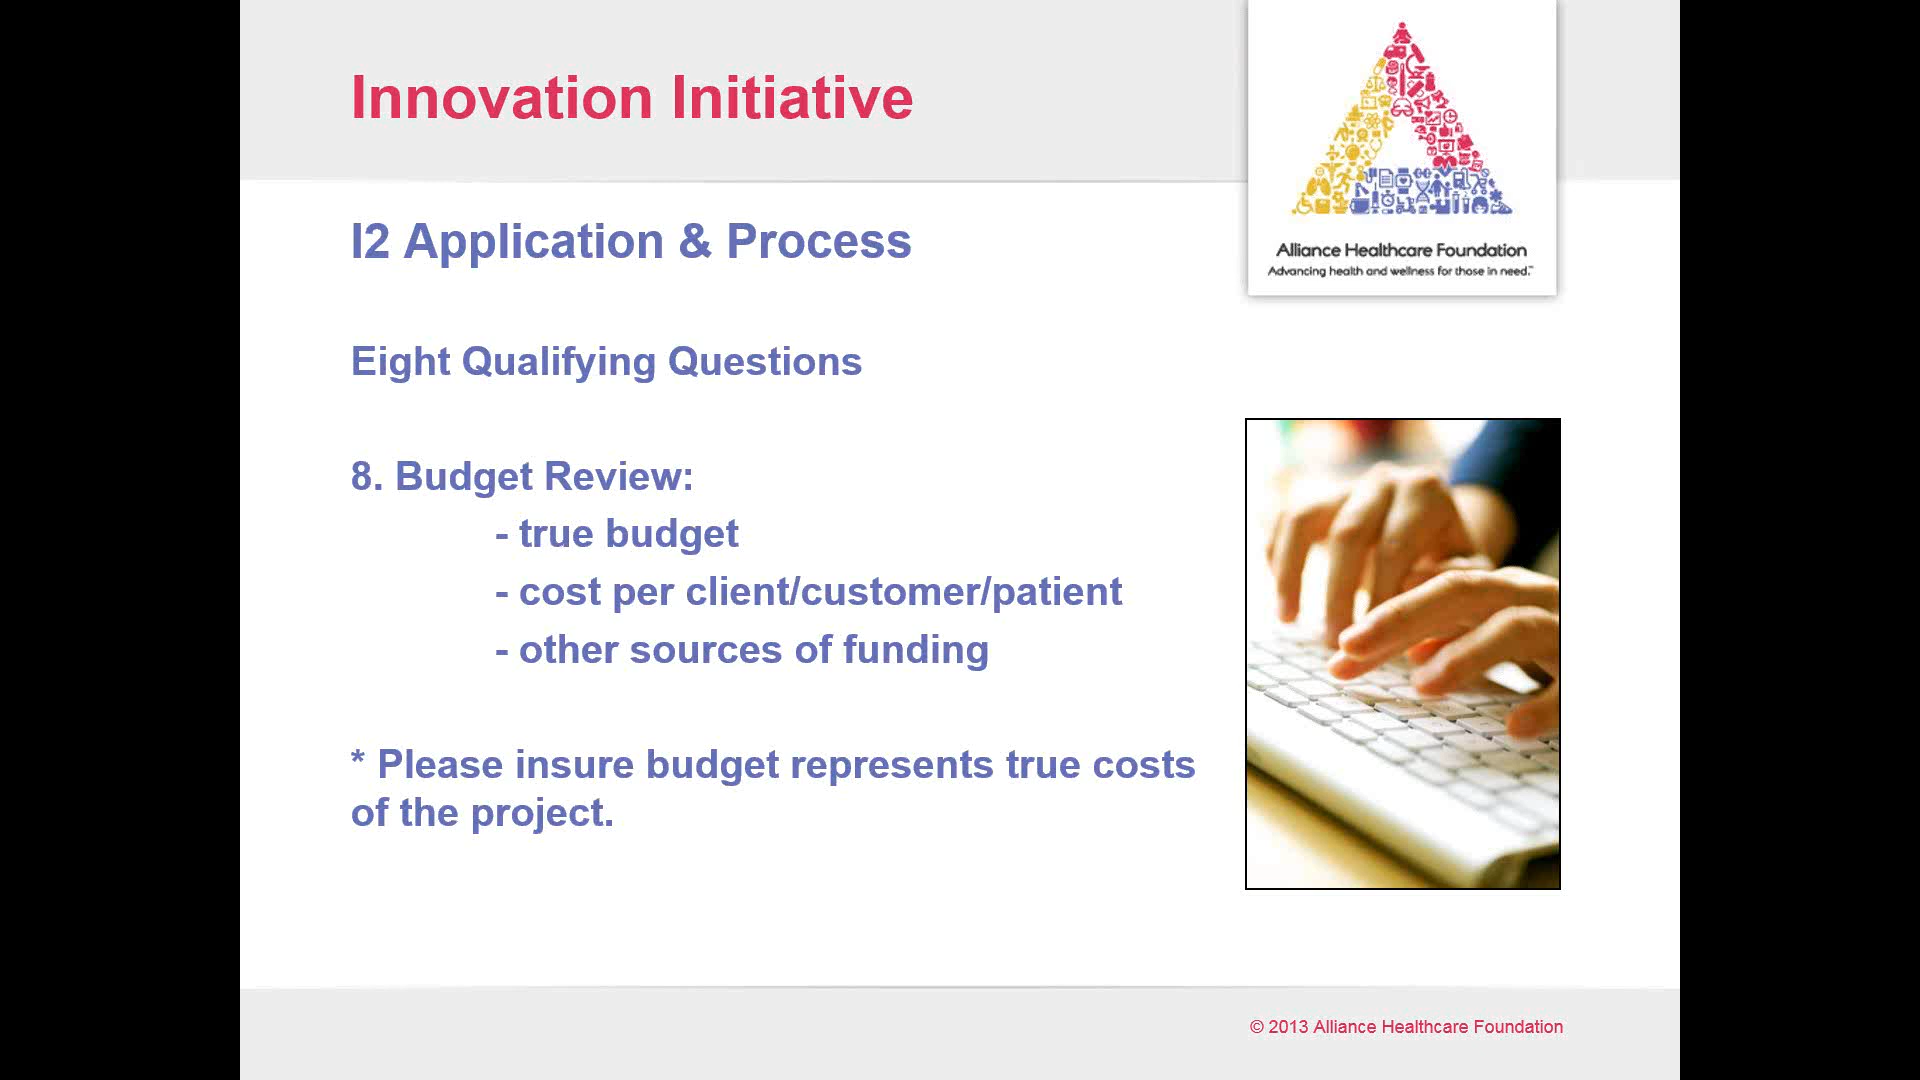 Innovation Initiative
Alliance Healthcare Foundation
Advancing health and wellness for those in need.™
I2 Application & Process
Eight Qualifying Questions
8. Budget Review:
- true budget
- cost per client/customer/patient
- other sources of funding
* Please insure budget represents true costs
of the project.
© 2013 Alliance Healthcare Foundation